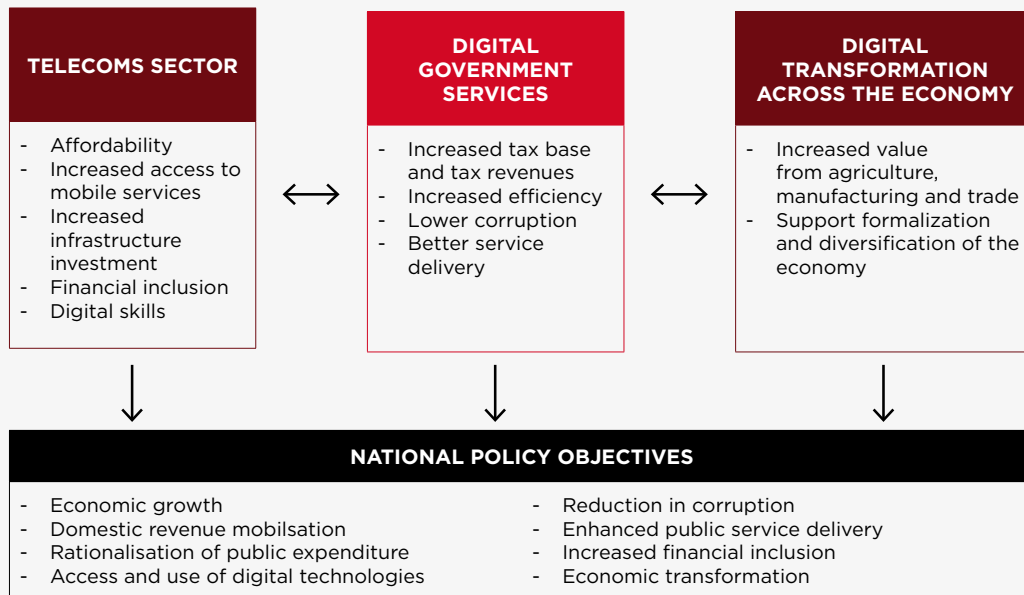 TELECOMS SECTOR
- Affordability
- Increased access to
mobile services
- Increased
infrastructure
investment
- Financial inclusion
- Digital skills
DIGITAL
GOVERNMENT
SERVICES
- Increased tax base
and tax revenues
- Increased efficiency
- Lower corruption
- Better service
delivery
DIGITAL
TRANSFORMATION
ACROSS THE ECONOMY
- Increased value
from agriculture,
manufacturing and trade
- Support formalization
and diversification of the
economy
NATIONAL POLICY OBJECTIVES
- Economic growth
- Domestic revenue mobilsation
- Rationalisation of public expenditure
- Access and use of digital technologies
- Reduction in corruption
- Enhanced public service delivery
- Increased financial inclusion
- Economic transformation